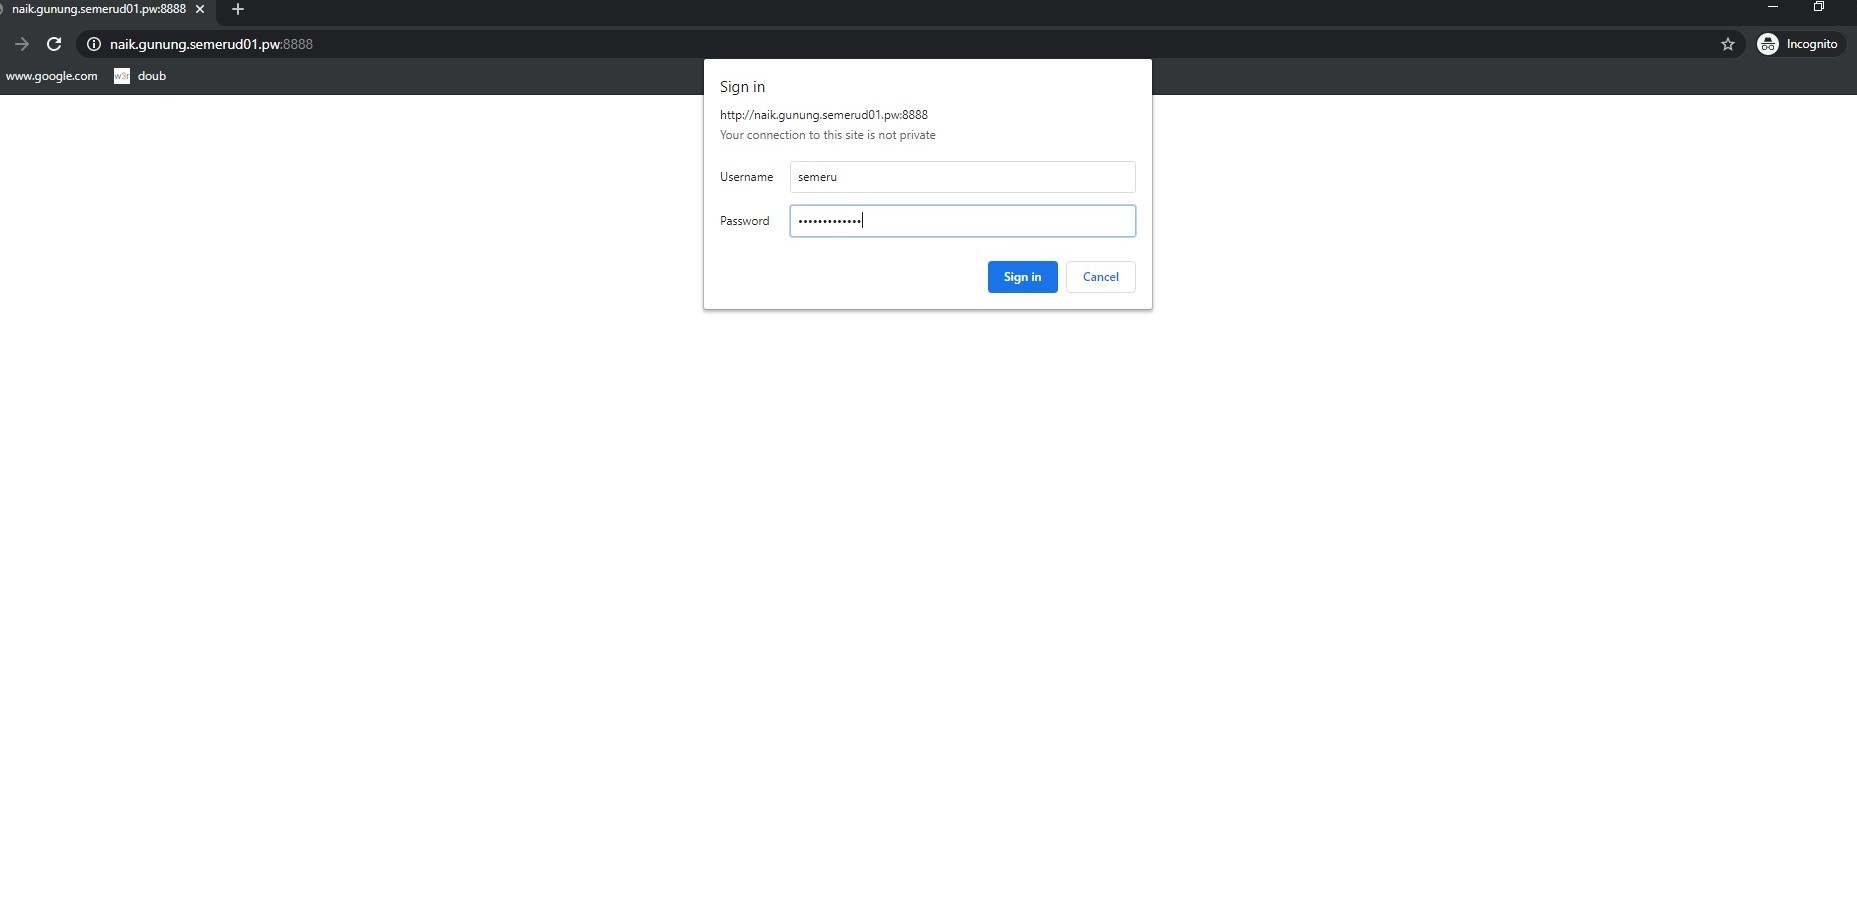 naik.gunung.semerud01.pw:8888
naik.gunung.semerud01.pw:8888
Incognito
www.google.com
w3r doub
Sign in
http://naik.gunung.semerud01.pw:8888
Your connection to this site is not private
Username semeru
Password •••••••••••••
Sign in Cancel